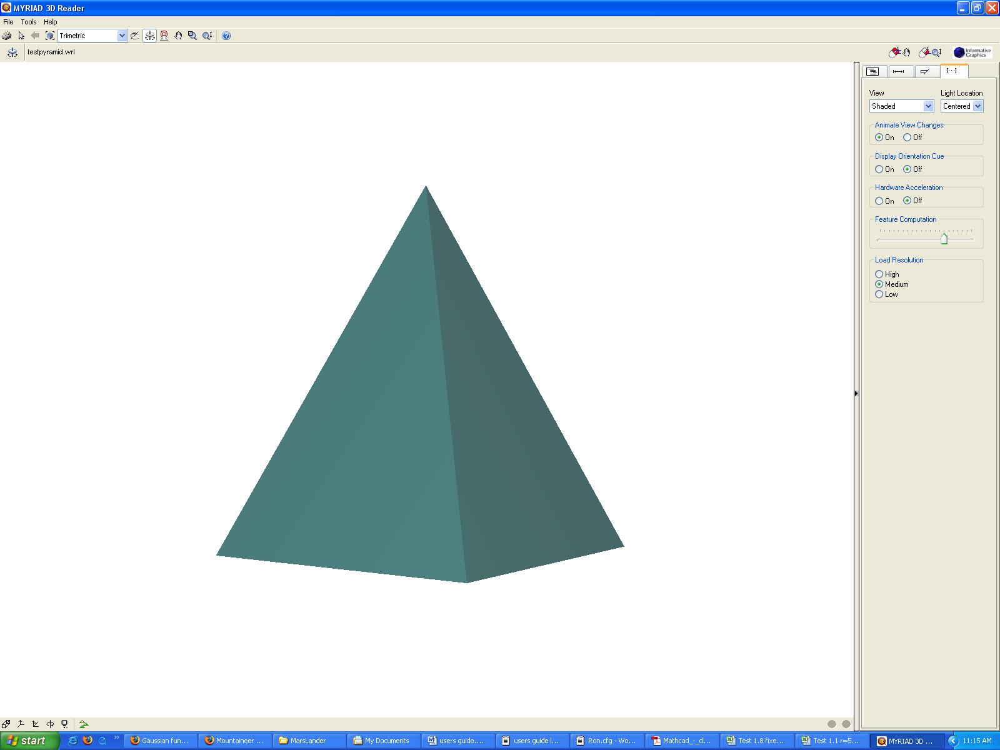 MYRIAD 3D Reader
File Tools Help
Trimetric
testpyramid.wrl
Informative
Graphics
View
Light Location
Shaded
Centered
Animate View Changes
On Off
Display Orientation Cue
On Off
Hardware Acceleration
On Off
Feature Computation
Load Resolution
High
Medium
Low
start
Gaussian fun...
Mountaineer ...
MarsLander
My Documents
users guide....
users guide l...
Ron.cfg - Wo...
Mathcad_-_cl...
Test 1.8 fixe...
Test 1.1 r=5...
MYRIAD 3D ...
11:15 AM